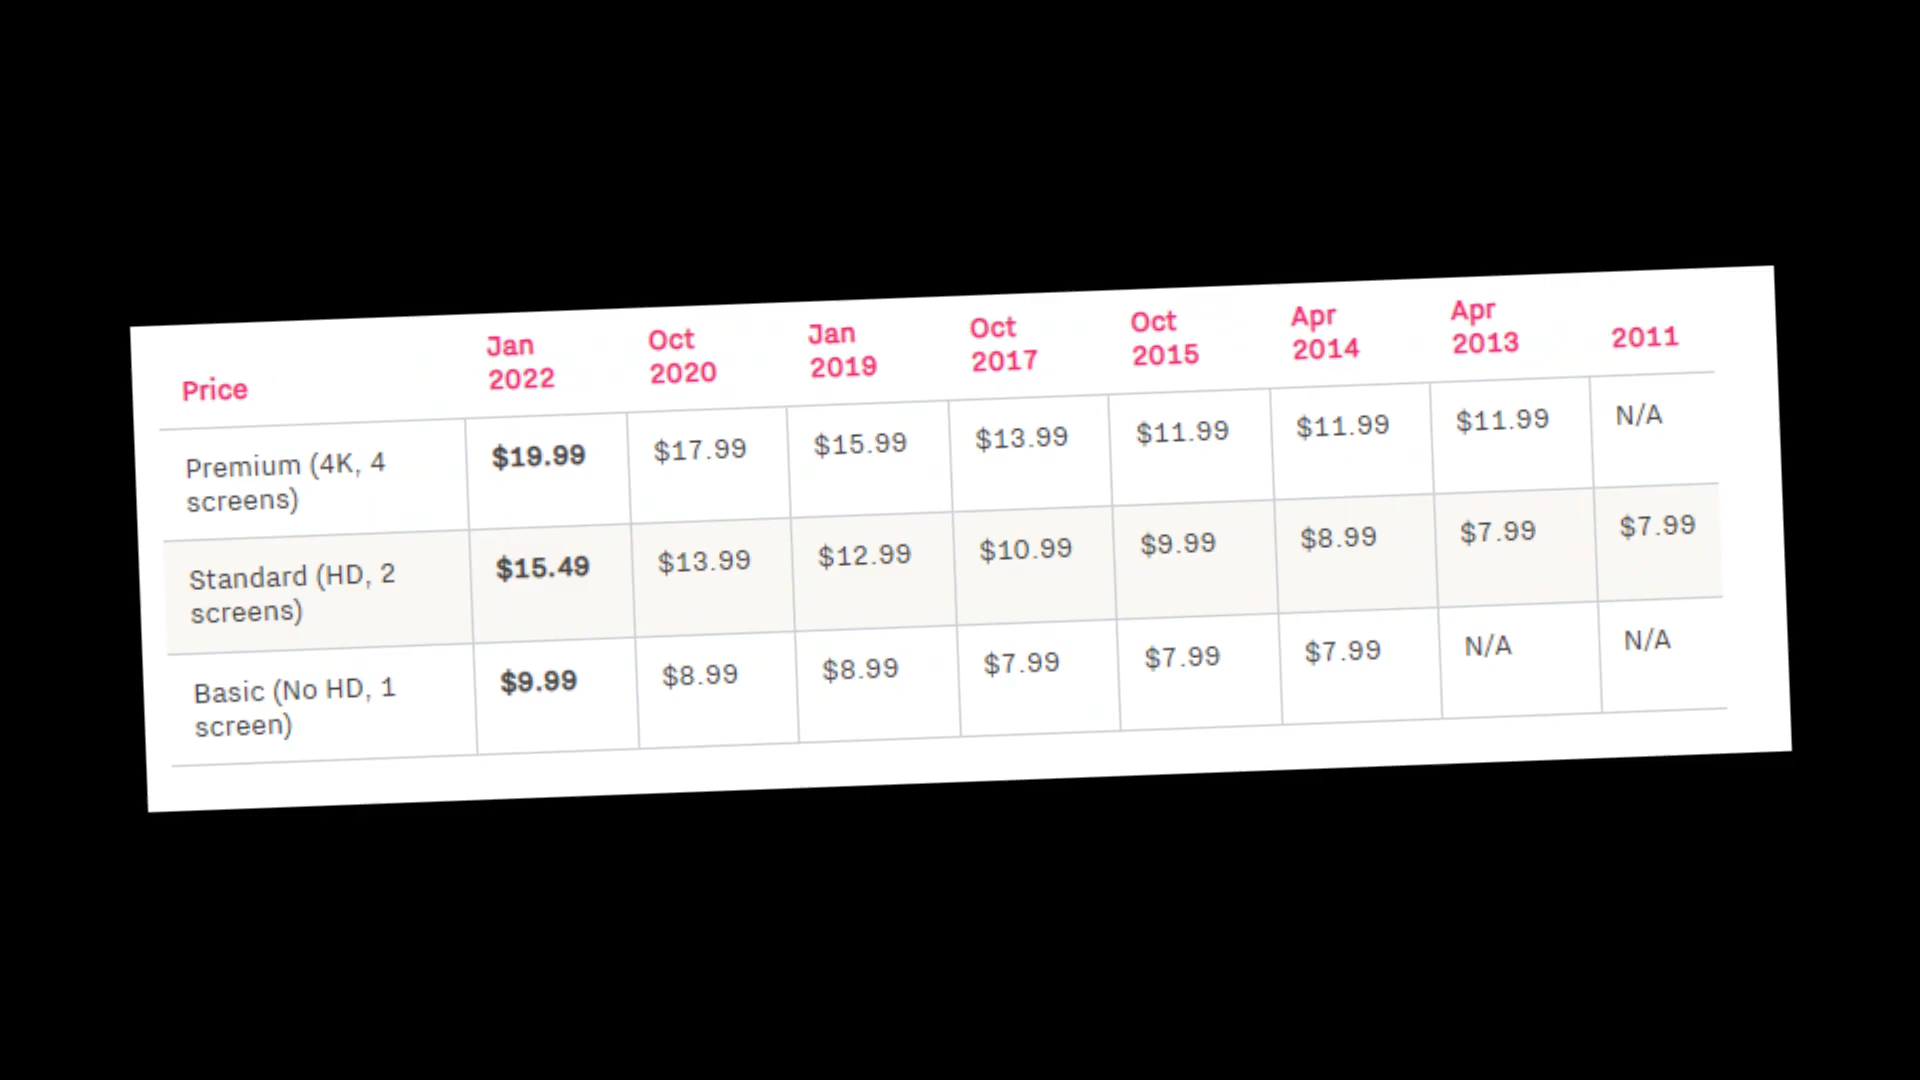 Price Jan 2022 Oct 2020 Jan 2019 Oct 2017 Oct 2015 Apr 2014 Apr 2013 2011
Premium (4K, 4 screens) $19.99 $17.99 $15.99 $13.99 $11.99 $11.99 $11.99 N/A
Standard (HD, 2 screens) $15.49 $13.99 $12.99 $10.99 $9.99 $8.99 $7.99 $7.99
Basic (No HD, 1 screen) $9.99 $8.99 $8.99 $7.99 $7.99 $7.99 N/A N/A